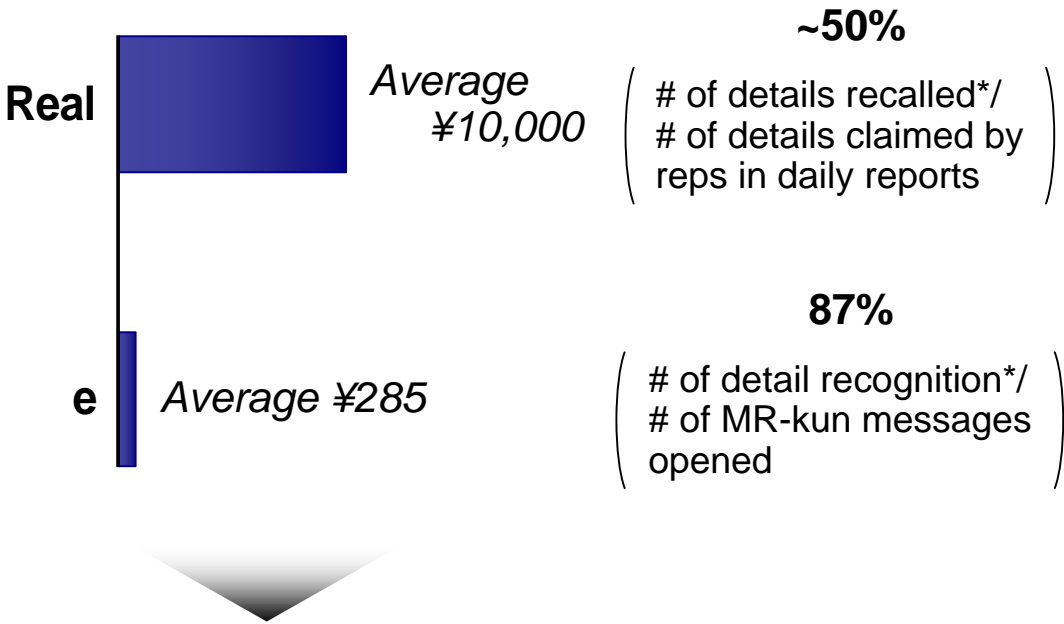 ~50%
Real
Average
¥10,000
# of details recalled*/
# of details claimed by
reps in daily reports
87%
e
Average ¥285
# of detail recognition*/
# of MR-kun messages
opened